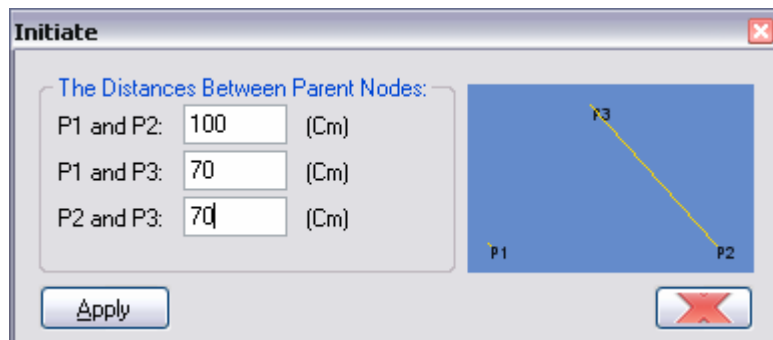 Initiate
The Distances Between Parent Nodes:
P1 and P2: 100 (Cm)
P1 and P3: 70 (Cm)
P2 and P3: 70 (Cm)
P3
P1 P2
Apply